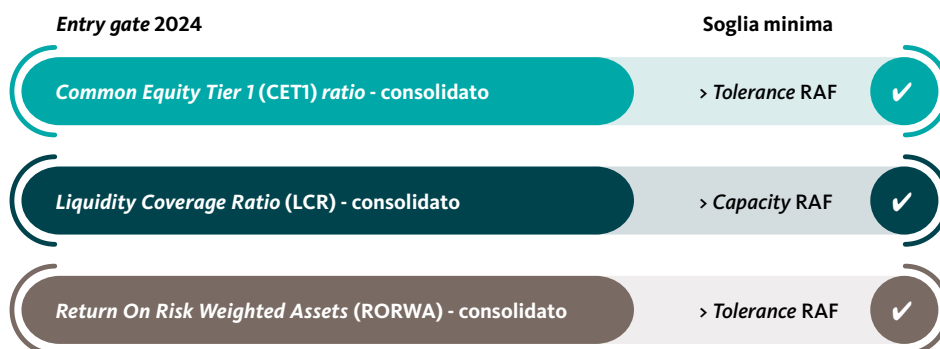 Entry gate 2024 Soglia minima
Common Equity Tier 1 (CET1) ratio - consolidato > Tolerance RAF ✔
Liquidity Coverage Ratio (LCR) - consolidato > Capacity RAF ✔
Return On Risk Weighted Assets (RORWA) - consolidato > Tolerance RAF ✔